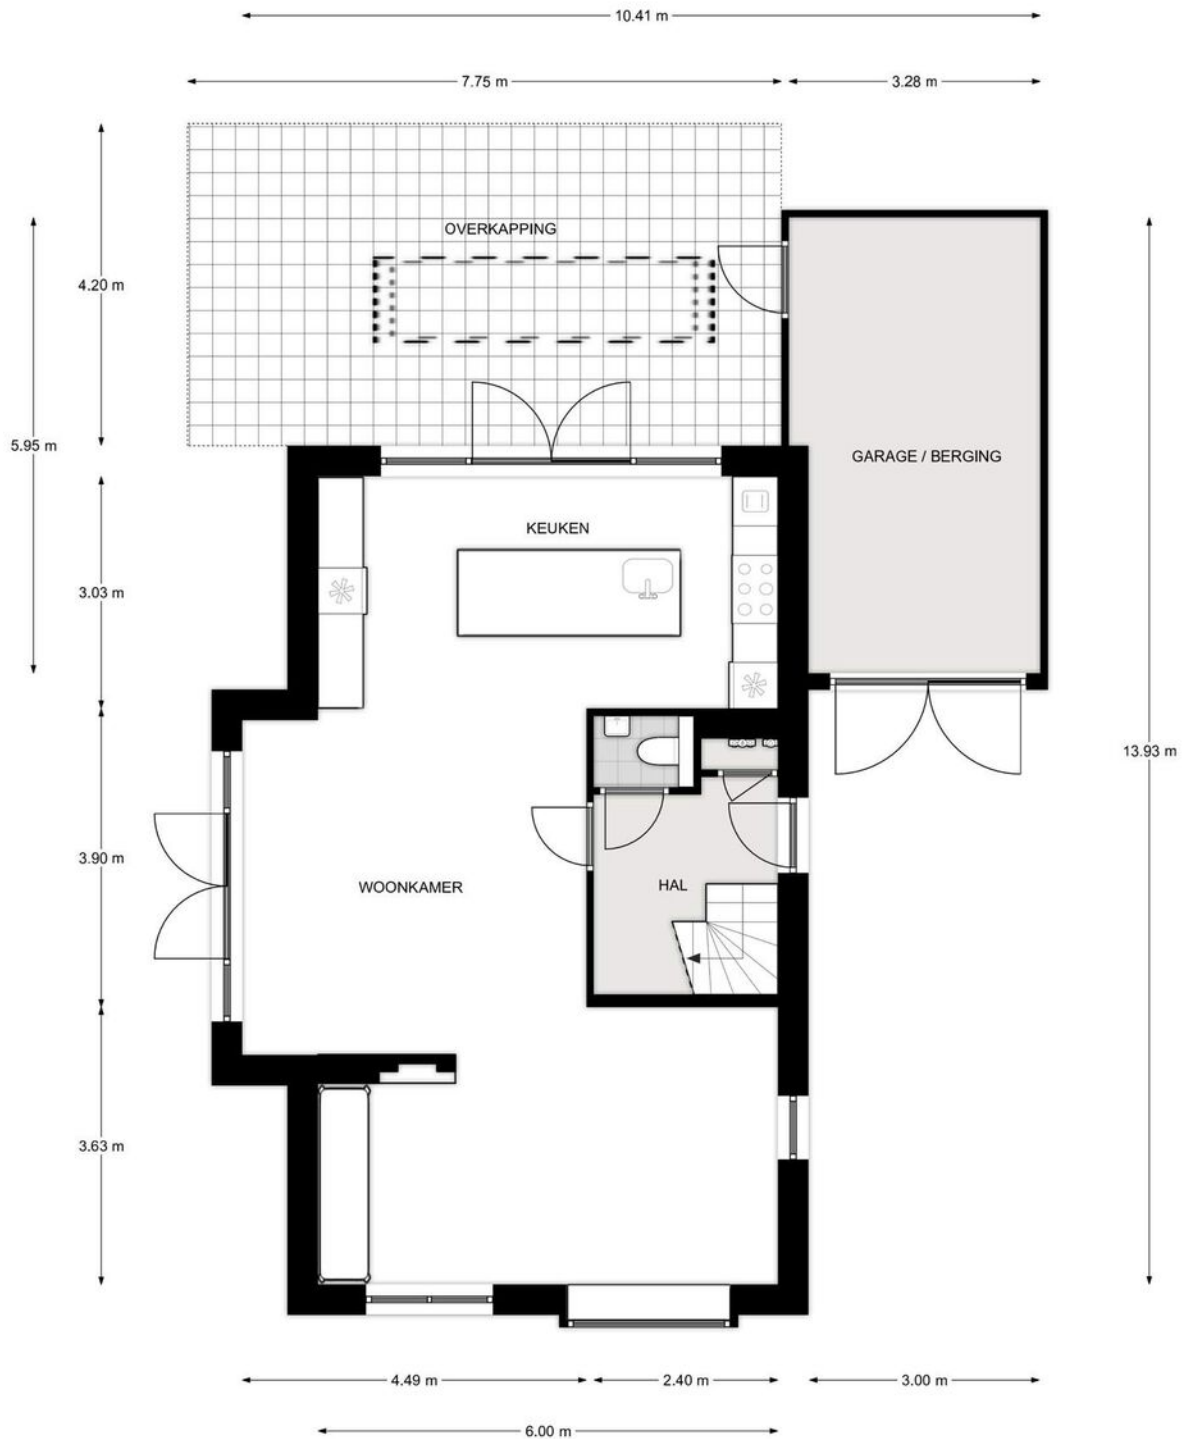 10.41 m
7.75 m
3.28 m
OVERKAPPING
4.20 m
5.95 m
GARAGE / BERGING
KEUKEN
3.03 m
13.93 m
3.90 m
WOONKAMER
HAL
3.63 m
4.49 m
2.40 m
3.00 m
6.00 m